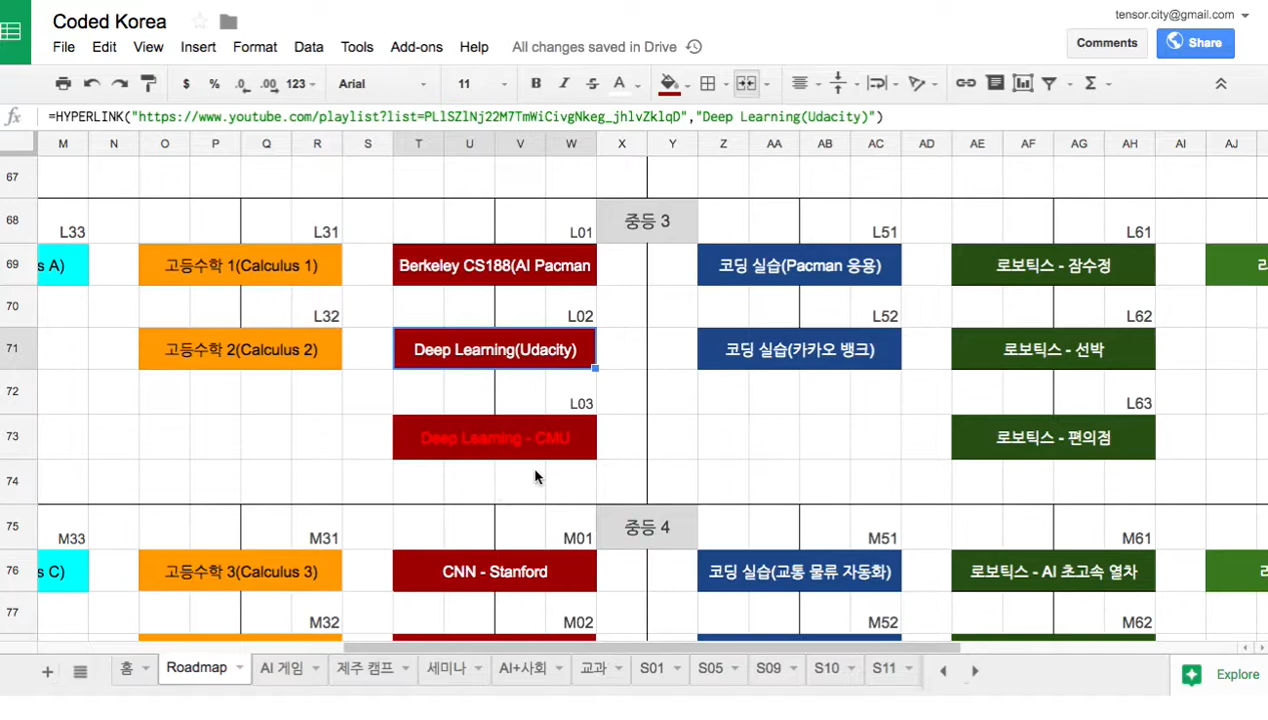 Coded Korea
tensor.city@gmail.com
File Edit View Insert Format Data Tools Add-ons Help All changes saved in Drive
Comments Share
$ % .0 .00 123 Arial 11 B I S A Σ
fx =HYPERLINK("https://www.youtube.com/playlist?list=PLlSZlNj22M7TmWiCivgNkeg_jhlvZklqD","Deep Learning(Udacity)")
M N O P Q R S T U V W X Y Z AA AB AC AD AE AF AG AH AI AJ
67
68 L33 L31 L01 중등 3 L51 L61
69 s A) 고등수학 1(Calculus 1) Berkeley CS188(AI Pacman 코딩 실습(Pacman 응용) 로보틱스 - 잠수정
70 L32 L02 L52 L62
71 고등수학 2(Calculus 2) Deep Learning(Udacity) 코딩 실습(카카오 뱅크) 로보틱스 - 선박
72 L03 L63
73 Deep Learning - CMU 로보틱스 - 편의점
74
75 M33 M31 M01 중등 4 M51 M61
76 s C) 고등수학 3(Calculus 3) CNN - Stanford 코딩 실습(교통 물류 자동화) 로보틱스 - AI 초고속 열차
77 M32 M02 M52 M62
홈 Roadmap AI 게임 제주 캠프 세미나 AI+사회 교과 S01 S05 S09 S10 S11 Explore